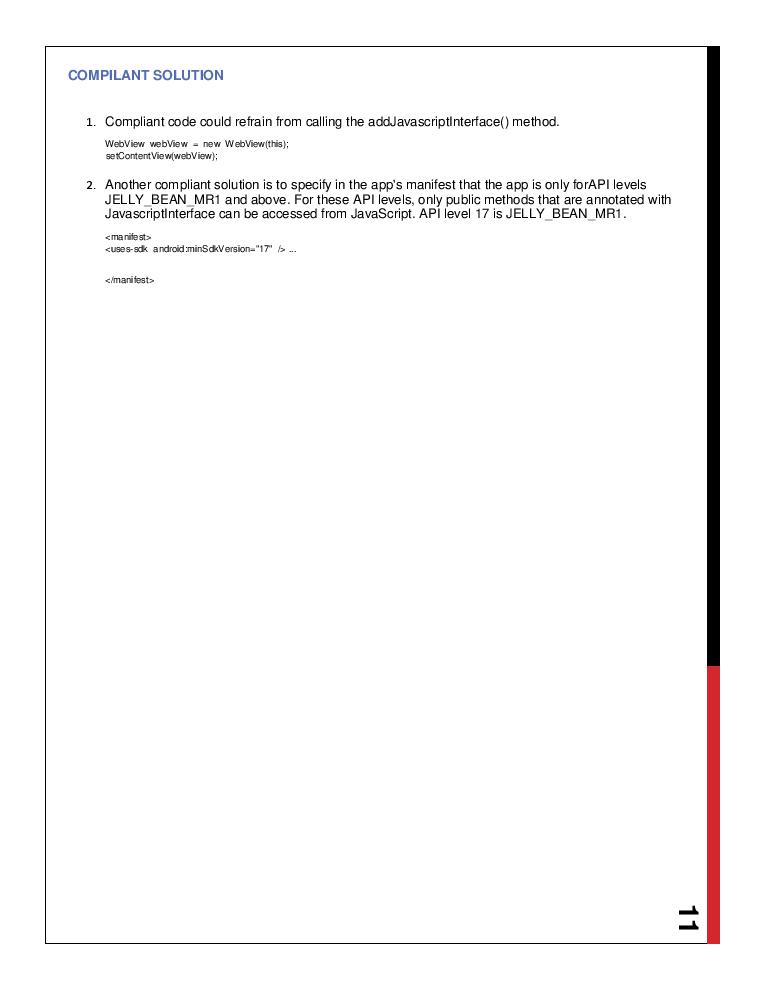 COMPILANT SOLUTION
1. Compliant code could refrain from calling the addJavascriptInterface() method.
WebView webView = new WebView(this);
setContentView(webView);
2. Another compliant solution is to specify in the app's manifest that the app is only forAPI levels
JELLY_BEAN_MR1 and above. For these API levels, only public methods that are annotated with
JavascriptInterface can be accessed from JavaScript. API level 17 is JELLY_BEAN_MR1.
<manifest>
<uses-sdk android:minSdkVersion="17" /> ...
</manifest>
11